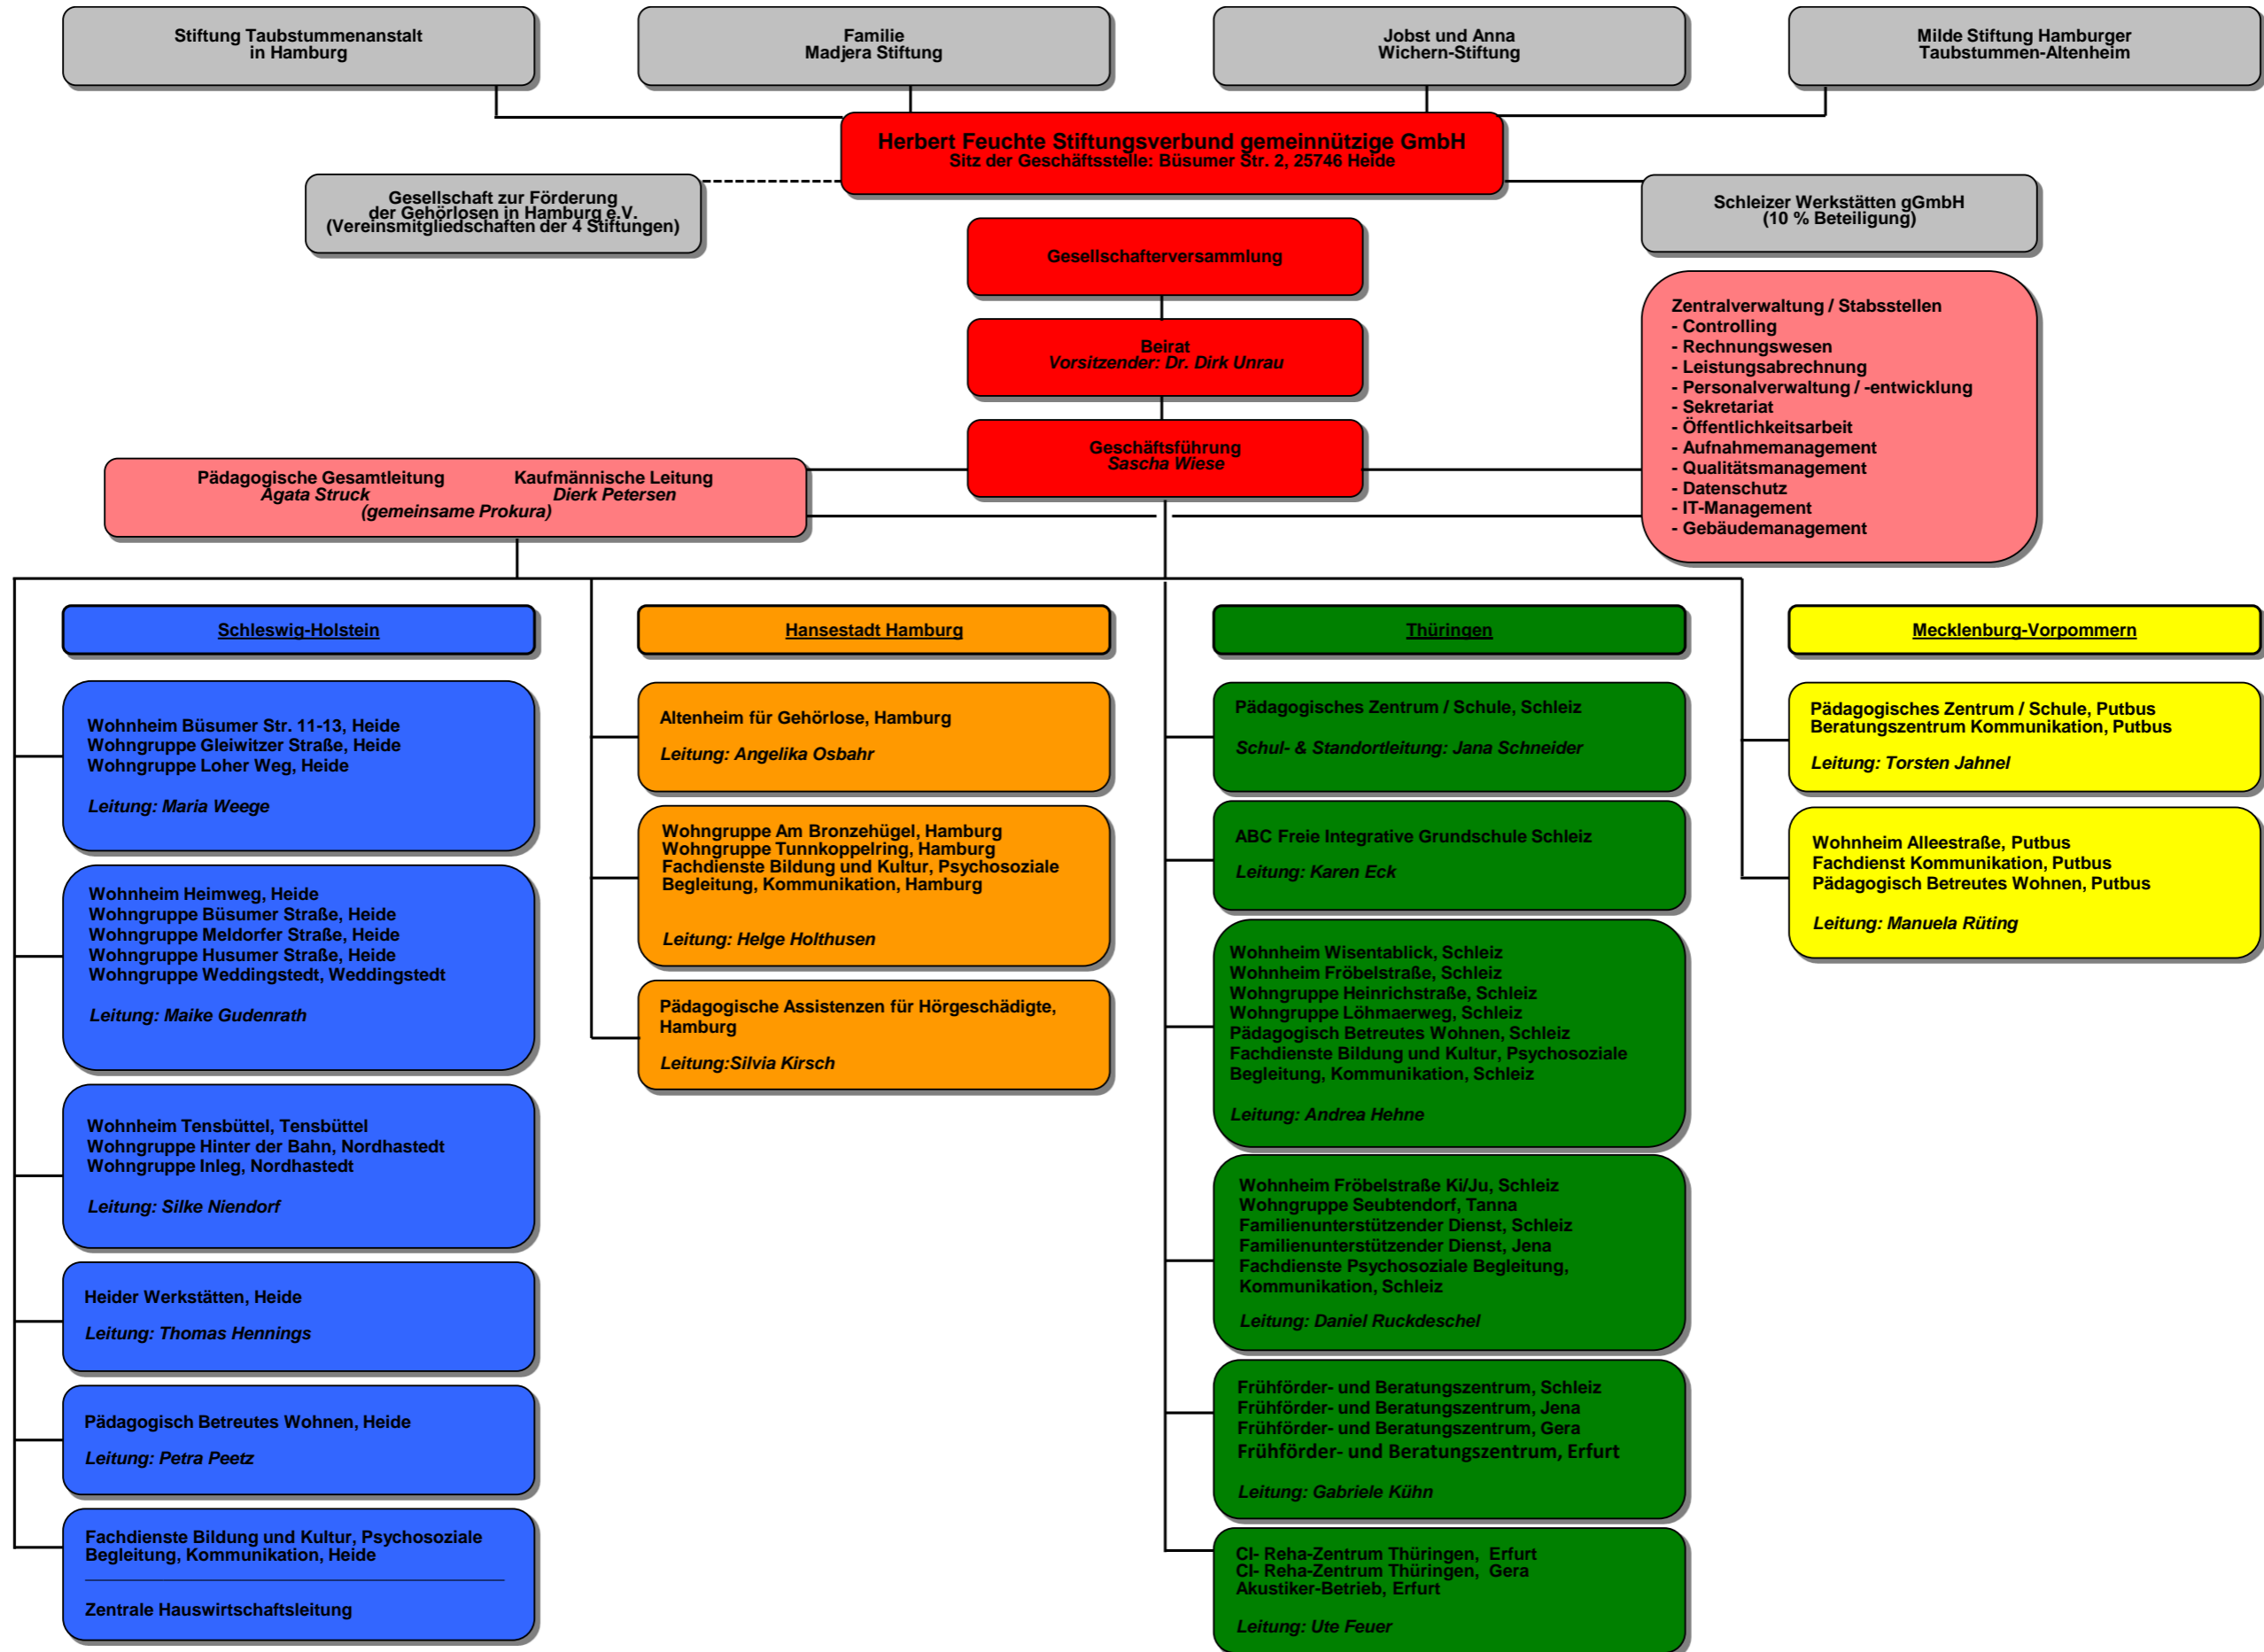 Stiftung Taubstummenanstalt
in Hamburg
Familie
Madjera Stiftung
Jobst und Anna
Wichern-Stiftung
Milde Stiftung Hamburger
Taubstummen-Altenheim
Herbert Feuchte Stiftungsverbund gemeinnützige GmbH
Sitz der Geschäftsstelle: Büsumer Str. 2, 25746 Heide
Gesellschaft zur Förderung
der Gehörlosen in Hamburg e.V.
(Vereinsmitgliedschaften der 4 Stiftungen)
Schleizer Werkstätten gGmbH
(10 % Beteiligung)
Gesellschafterversammlung
Beirat
Vorsitzender: Dr. Dirk Unrau
Geschäftsführung
Sascha Wiese
Zentralverwaltung / Stabsstellen
- Controlling
- Rechnungswesen
- Leistungsabrechnung
- Personalverwaltung / -entwicklung
- Sekretariat
- Öffentlichkeitsarbeit
- Aufnahmemanagement
- Qualitätsmanagement
- Datenschutz
- IT-Management
- Gebäudemanagement
Pädagogische Gesamtleitung Kaufmännische Leitung
Agata Struck Dierk Petersen
(gemeinsame Prokura)
Schleswig-Holstein
Wohnheim Büsumer Str. 11-13, Heide
Wohngruppe Gleiwitzer Straße, Heide
Wohngruppe Loher Weg, Heide
Leitung: Maria Weege
Wohnheim Heimweg, Heide
Wohngruppe Büsumer Straße, Heide
Wohngruppe Meldorfer Straße, Heide
Wohngruppe Husumer Straße, Heide
Wohngruppe Weddingstedt, Weddingstedt
Leitung: Maike Gudenrath
Wohnheim Tensbüttel, Tensbüttel
Wohngruppe Hinter der Bahn, Nordhastedt
Wohngruppe Inleg, Nordhastedt
Leitung: Silke Niendorf
Heider Werkstätten, Heide
Leitung: Thomas Hennings
Pädagogisch Betreutes Wohnen, Heide
Leitung: Petra Peetz
Fachdienste Bildung und Kultur, Psychosoziale
Begleitung, Kommunikation, Heide
Zentrale Hauswirtschaftsleitung
Hansestadt Hamburg
Altenheim für Gehörlose, Hamburg
Leitung: Angelika Osbahr
Wohngruppe Am Bronzehügel, Hamburg
Wohngruppe Tunnkoppelring, Hamburg
Fachdienste Bildung und Kultur, Psychosoziale
Begleitung, Kommunikation, Hamburg
Leitung: Helge Holthusen
Pädagogische Assistenzen für Hörgeschädigte,
Hamburg
Leitung:Silvia Kirsch
Thüringen
Pädagogisches Zentrum / Schule, Schleiz
Schul- & Standortleitung: Jana Schneider
ABC Freie Integrative Grundschule Schleiz
Leitung: Karen Eck
Wohnheim Wisentablick, Schleiz
Wohnheim Fröbelstraße, Schleiz
Wohngruppe Heinrichstraße, Schleiz
Wohngruppe Löhmaerweg, Schleiz
Pädagogisch Betreutes Wohnen, Schleiz
Fachdienste Bildung und Kultur, Psychosoziale
Begleitung, Kommunikation, Schleiz
Leitung: Andrea Hehne
Wohnheim Fröbelstraße Ki/Ju, Schleiz
Wohngruppe Seubtendorf, Tanna
Familienunterstützender Dienst, Schleiz
Familienunterstützender Dienst, Jena
Fachdienste Psychosoziale Begleitung,
Kommunikation, Schleiz
Leitung: Daniel Ruckdeschel
Frühförder- und Beratungszentrum, Schleiz
Frühförder- und Beratungszentrum, Jena
Frühförder- und Beratungszentrum, Gera
Frühförder- und Beratungszentrum, Erfurt
Leitung: Gabriele Kühn
CI- Reha-Zentrum Thüringen, Erfurt
CI- Reha-Zentrum Thüringen, Gera
Akustiker-Betrieb, Erfurt
Leitung: Ute Feuer
Mecklenburg-Vorpommern
Pädagogisches Zentrum / Schule, Putbus
Beratungszentrum Kommunikation, Putbus
Leitung: Torsten Jahnel
Wohnheim Alleestraße, Putbus
Fachdienst Kommunikation, Putbus
Pädagogisch Betreutes Wohnen, Putbus
Leitung: Manuela Rüting